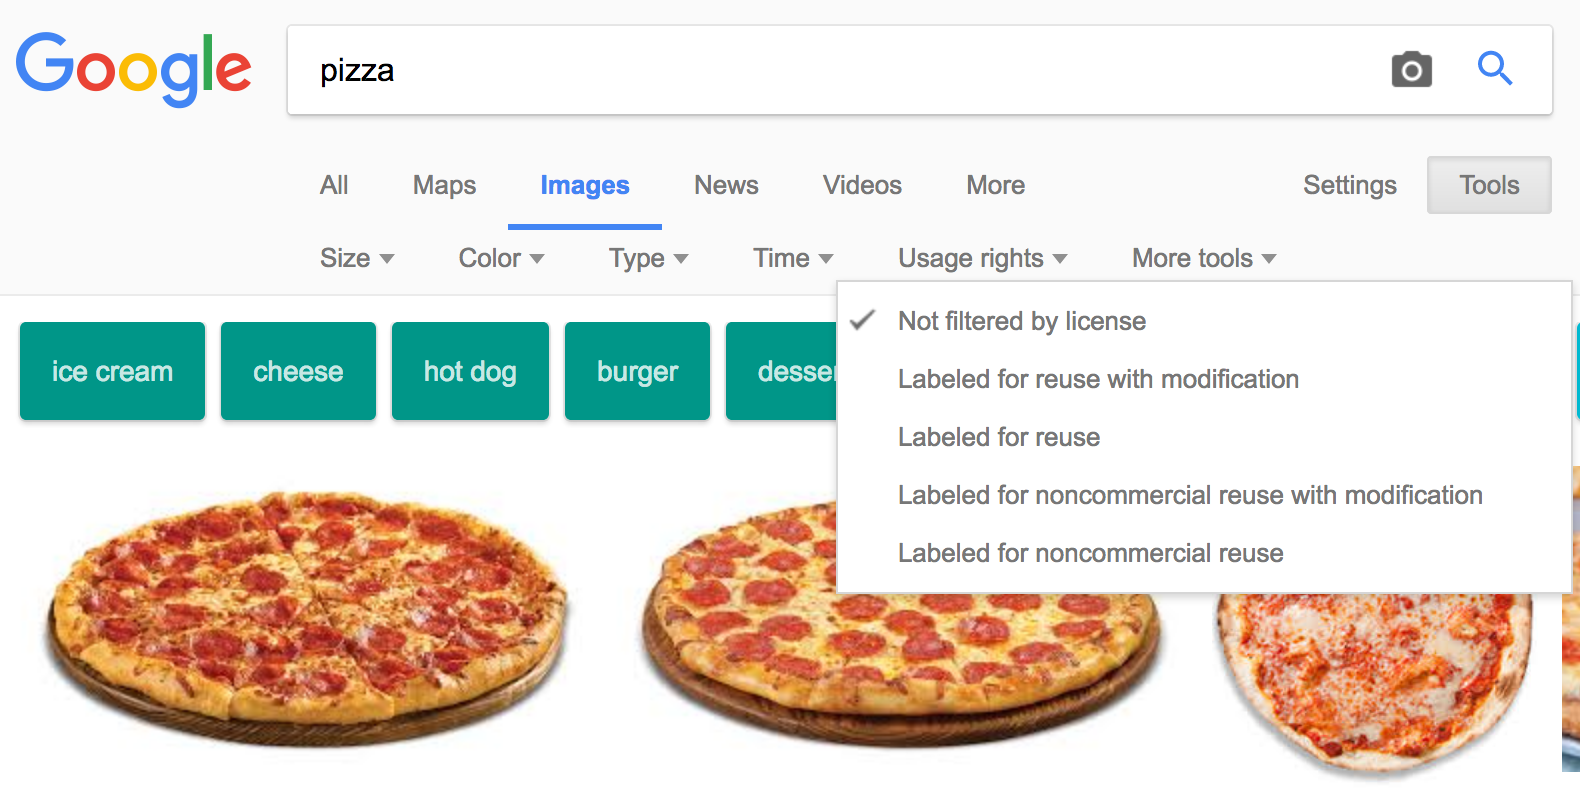 Google
pizza
All Maps Images News Videos More Settings Tools
Size Color Type Time Usage rights More tools
Not filtered by license
Labeled for reuse with modification
Labeled for reuse
Labeled for noncommercial reuse with modification
Labeled for noncommercial reuse
ice cream cheese hot dog burger